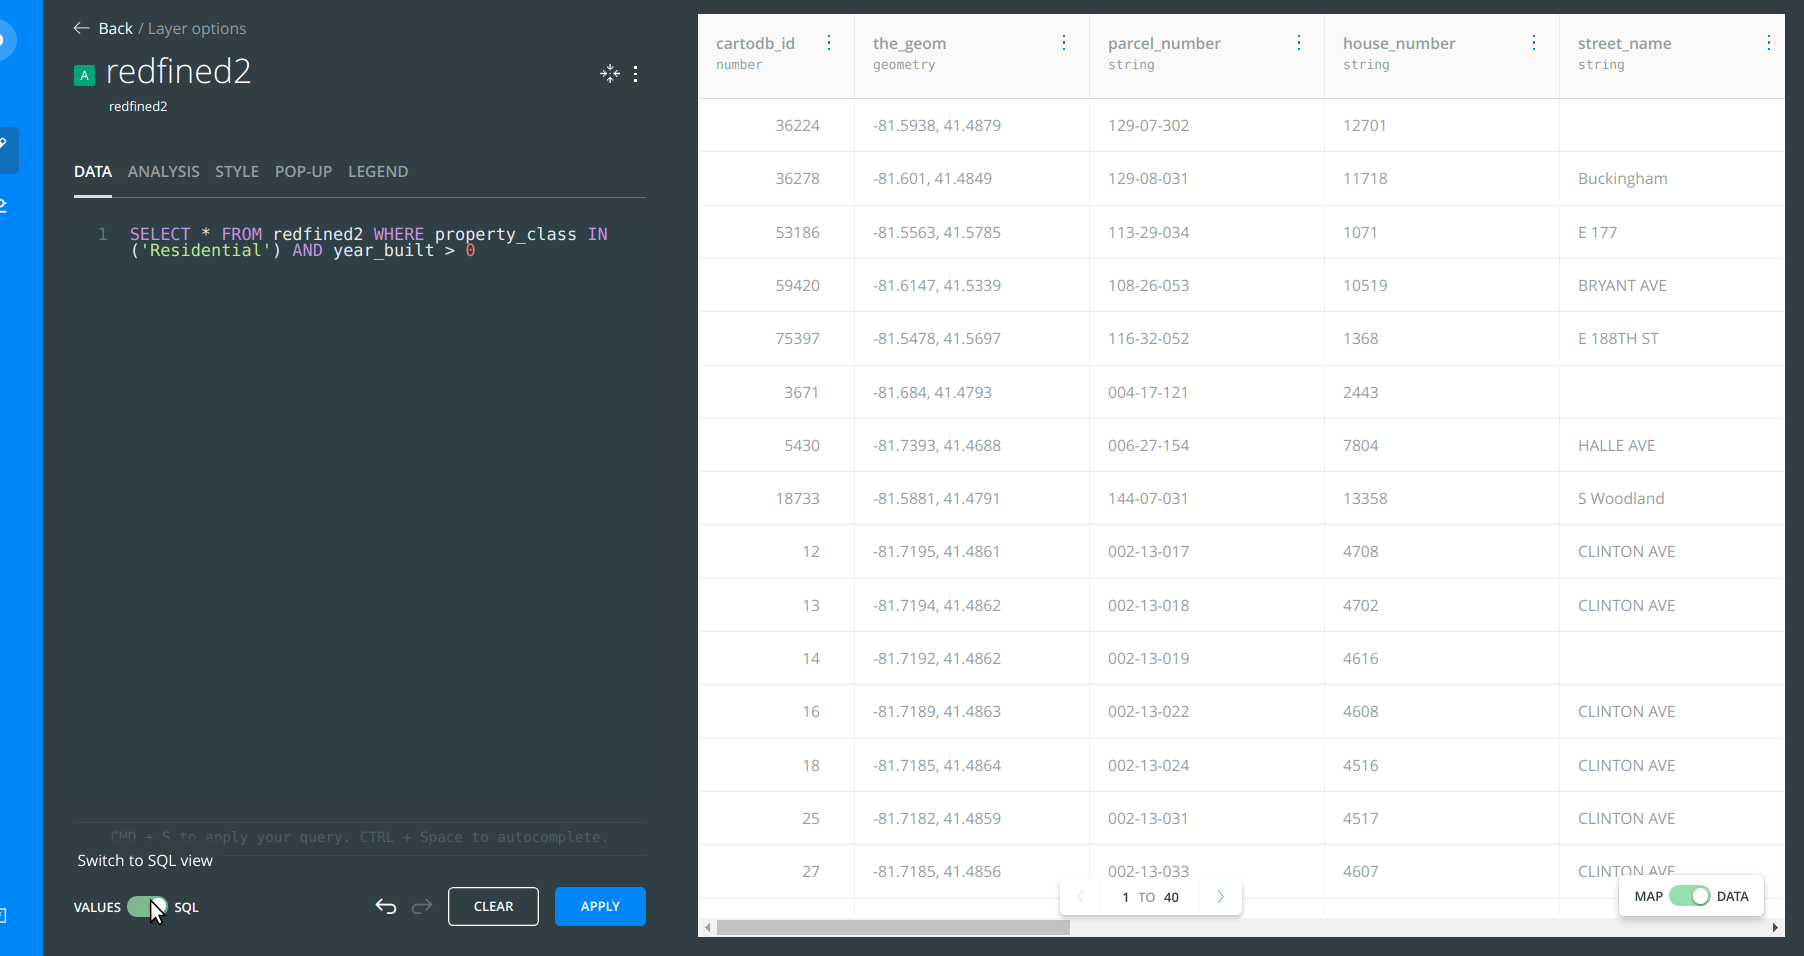 Back / Layer options
A redfined2
redfined2
DATA ANALYSIS STYLE POP-UP LEGEND
1 SELECT * FROM redfined2 WHERE property_class IN
('Residential') AND year_built > 0
CMD + S to apply your query. CTRL + Space to autocomplete.
Switch to SQL view
VALUES SQL CLEAR APPLY
cartodb_id the_geom parcel_number house_number street_name
number geometry string string string
36224 -81.5938, 41.4879 129-07-302 12701
36278 -81.601, 41.4849 129-08-031 11718 Buckingham
53186 -81.5563, 41.5785 113-29-034 1071 E 177
59420 -81.6147, 41.5339 108-26-053 10519 BRYANT AVE
75397 -81.5478, 41.5697 116-32-052 1368 E 188TH ST
3671 -81.684, 41.4793 004-17-121 2443
5430 -81.7393, 41.4688 006-27-154 7804 HALLE AVE
18733 -81.5881, 41.4791 144-07-031 13358 S Woodland
12 -81.7195, 41.4861 002-13-017 4708 CLINTON AVE
13 -81.7194, 41.4862 002-13-018 4702 CLINTON AVE
14 -81.7192, 41.4862 002-13-019 4616
16 -81.7189, 41.4863 002-13-022 4608 CLINTON AVE
18 -81.7185, 41.4864 002-13-024 4516 CLINTON AVE
25 -81.7182, 41.4859 002-13-031 4517 CLINTON AVE
27 -81.7185, 41.4856 002-13-033 4607 CLINTON AVE
1 TO 40
MAP DATA